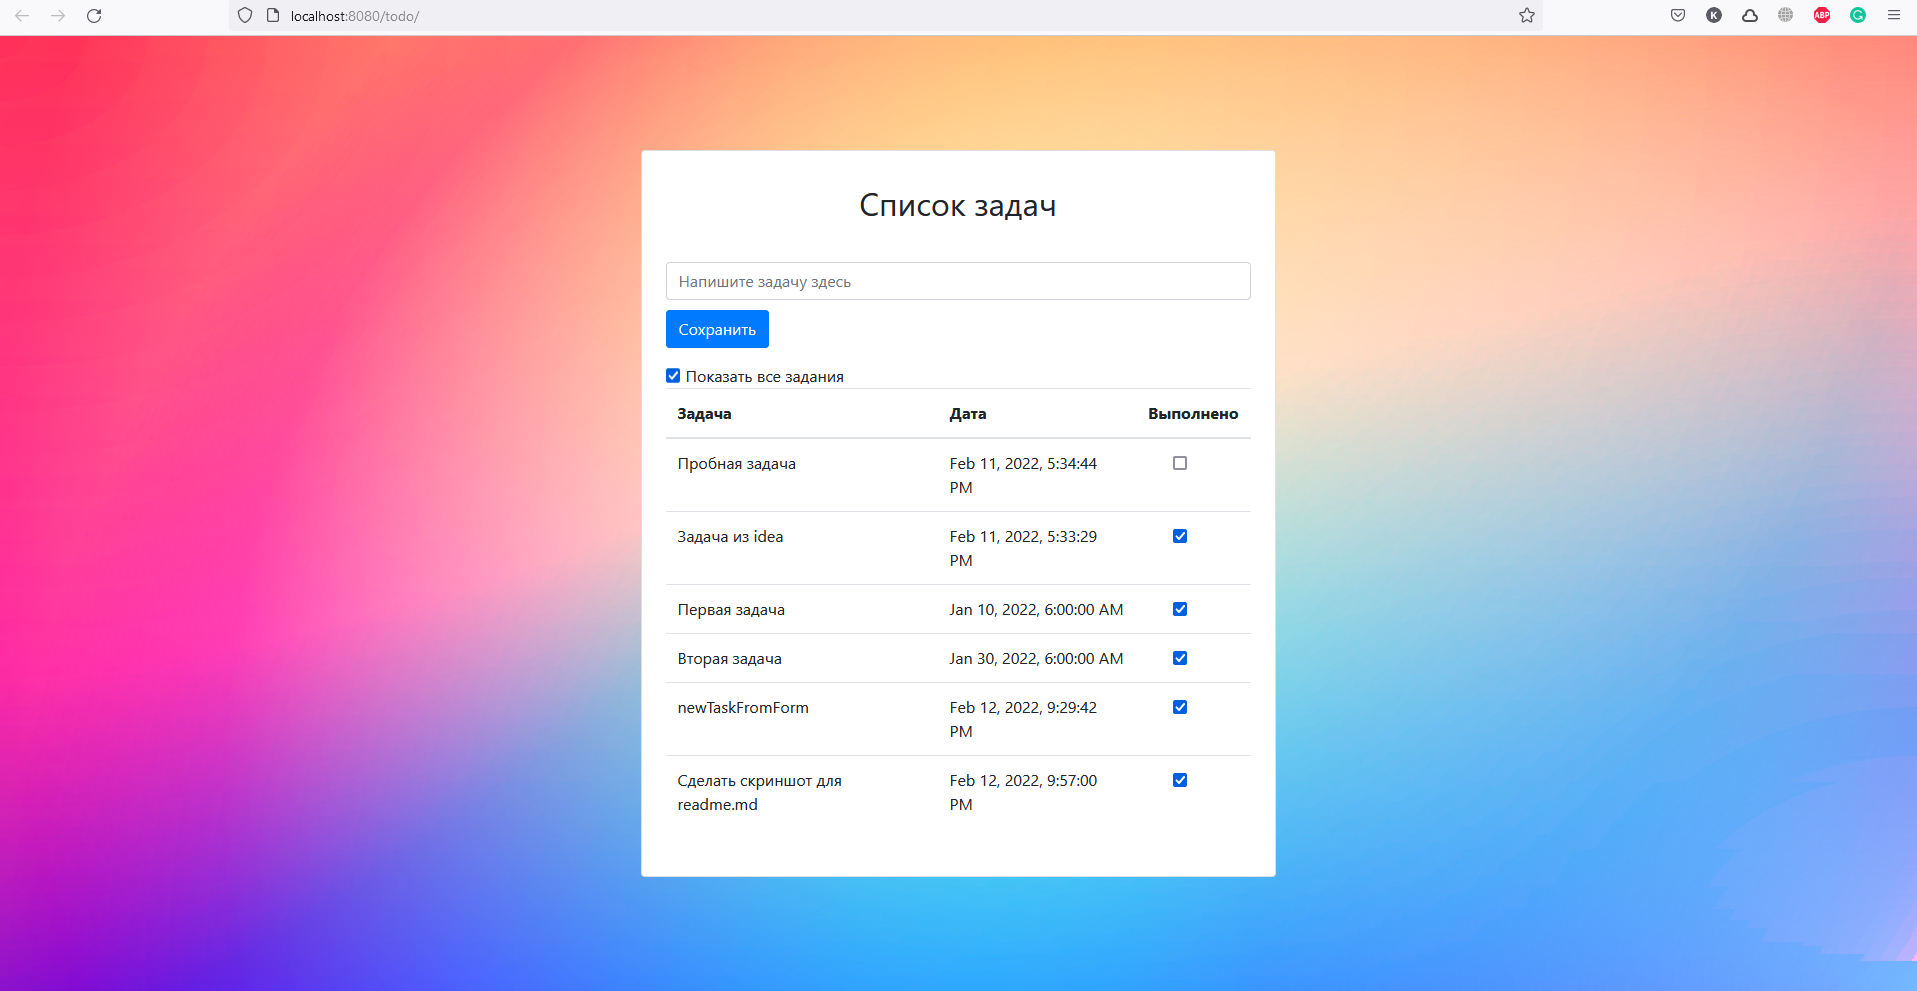 localhost:8080/todo/
K
ABP
G
Список задач
Напишите задачу здесь
Сохранить
Показать все задания
Задача Дата Выполнено
Пробная задача Feb 11, 2022, 5:34:44
PM
Задача из idea Feb 11, 2022, 5:33:29
PM
Первая задача Jan 10, 2022, 6:00:00 AM
Вторая задача Jan 30, 2022, 6:00:00 AM
newTaskFromForm Feb 12, 2022, 9:29:42
PM
Сделать скриншот для Feb 12, 2022, 9:57:00
readme.md PM